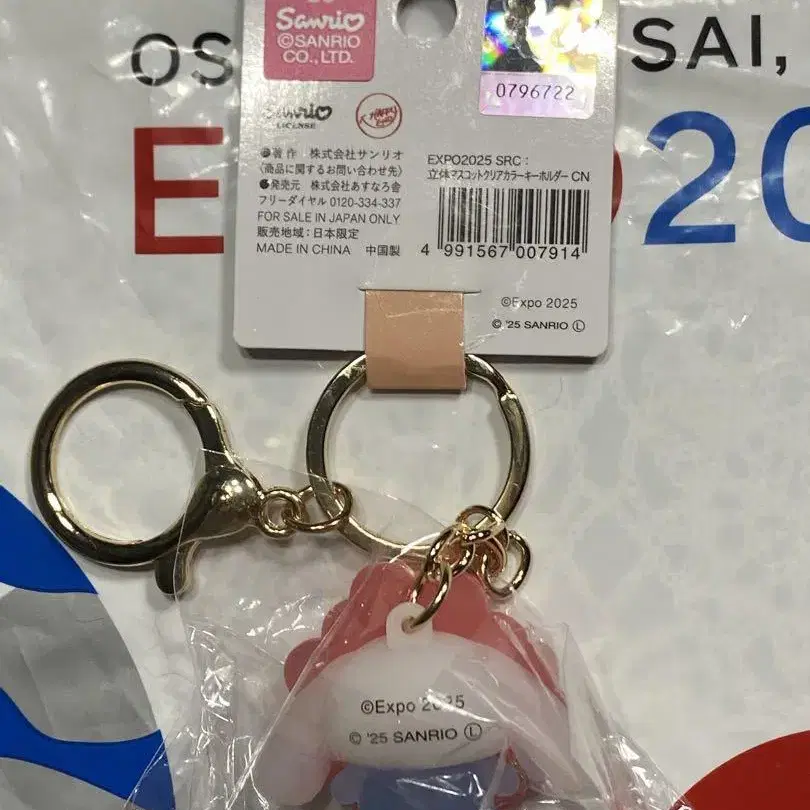 OS
SAI,
E
20
Sanrio
©SANRIO
CO.,LTD.
0796722
Sanrio
LICENSE
●著作 : 株式会社サンリオ
〈商品に関するお問い合わせ先〉
●発売元 株式会社あすなろ舎
フリーダイヤル 0120-334-337
FOR SALE IN JAPAN ONLY
販売地域:日本限定
MADE IN CHINA 中国製
EXPO2025 SRC :
立体マスコットクリアカラーキーホルダー CN
4 991567 007914
©Expo 2025
© '25 SANRIO Ⓛ
©Expo 2025
© '25 SANRIO Ⓛ